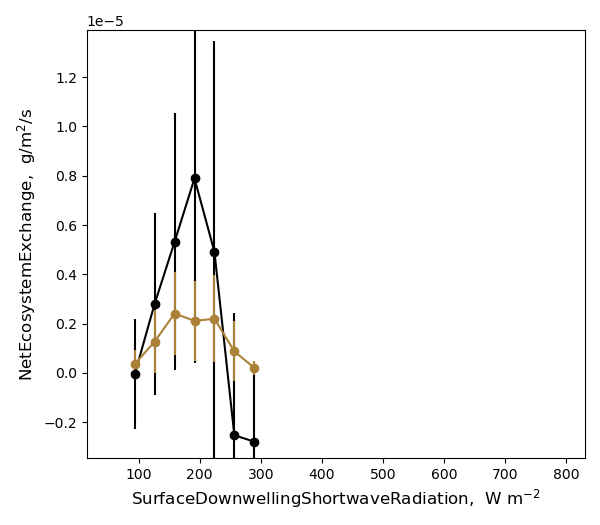 1e−5
1.2
1.0
0.8
0.6
0.4
0.2
0.0
−0.2
NetEcosystemExchange, g/m²/s
100 200 300 400 500 600 700 800
SurfaceDownwellingShortwaveRadiation, W m⁻²